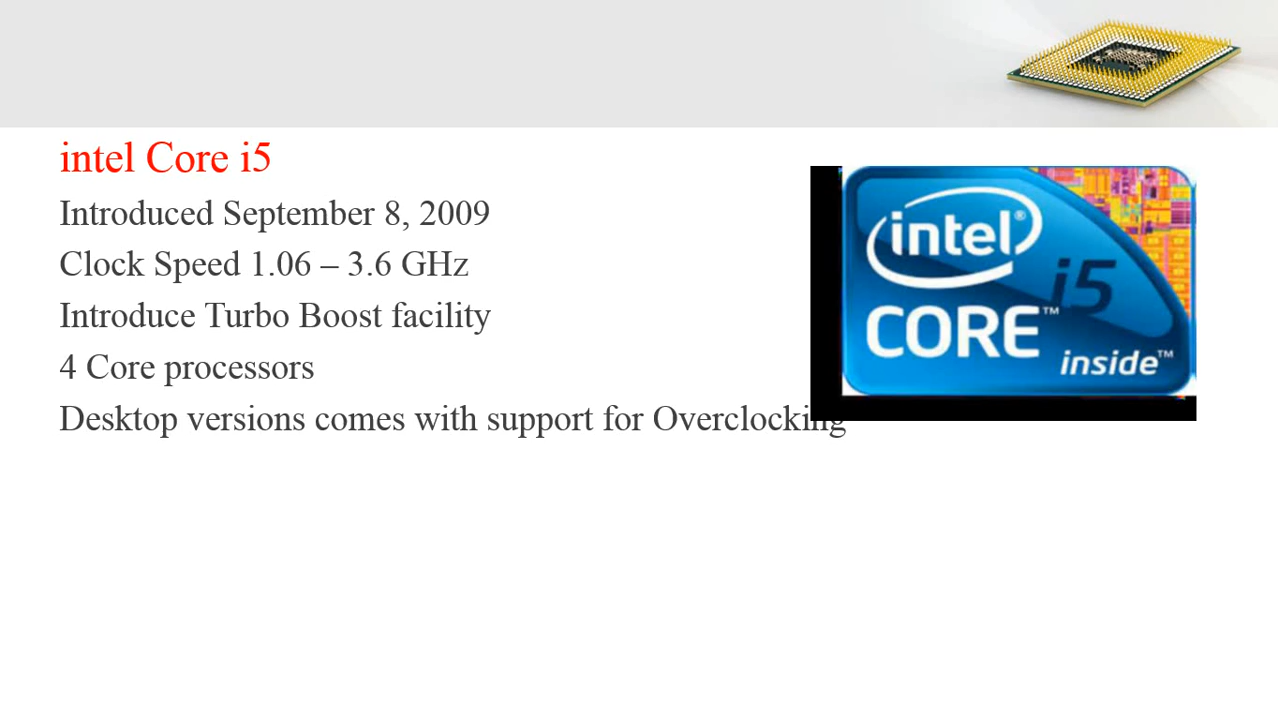 intel Core i5
Introduced September 8, 2009
Clock Speed 1.06 – 3.6 GHz
Introduce Turbo Boost facility
4 Core processors
Desktop versions comes with support for Overclocking
intel®
i5
CORE™
inside™